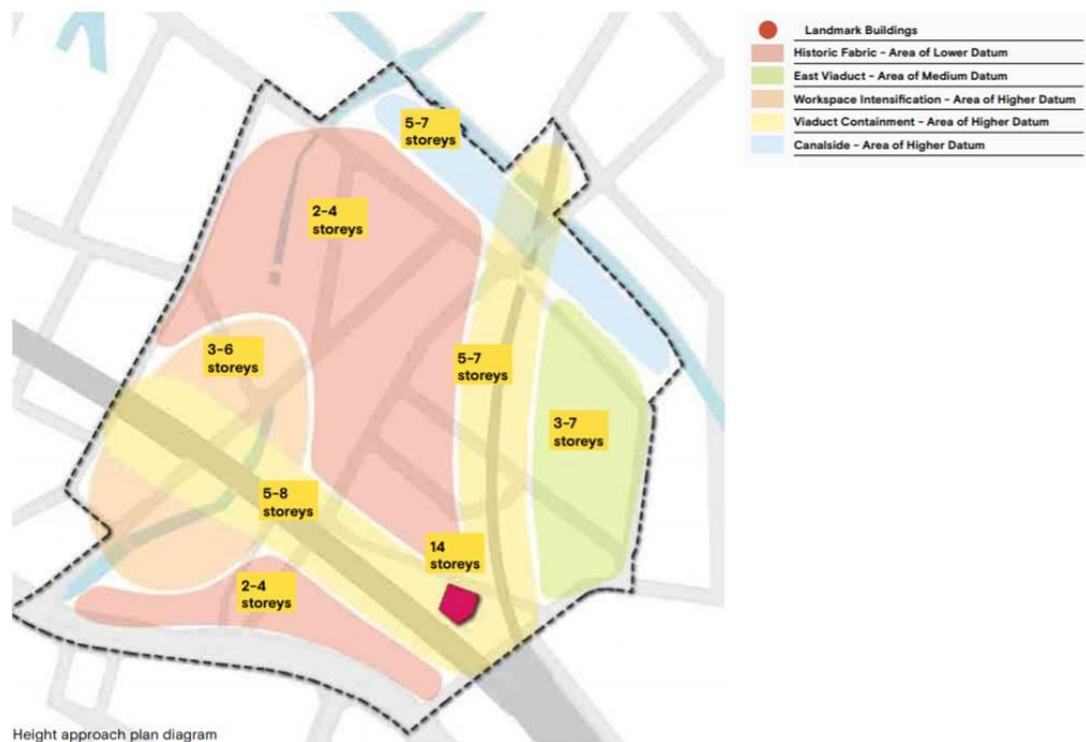 Landmark Buildings
Historic Fabric - Area of Lower Datum
East Viaduct - Area of Medium Datum
Workspace Intensification - Area of Higher Datum
Viaduct Containment - Area of Higher Datum
Canalside - Area of Higher Datum
5-7
storeys
2-4
storeys
3-6
storeys
5-7
storeys
3-7
storeys
5-8
storeys
14
storeys
2-4
storeys
Height approach plan diagram